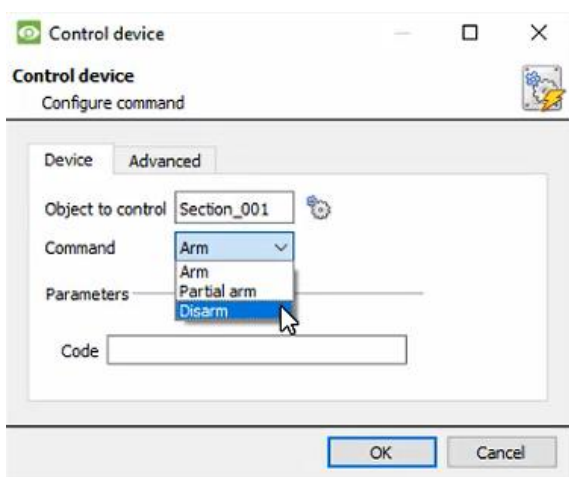 Control device
Control device
Configure command
Device Advanced
Object to control Section_001
Command Arm
Arm
Partial arm
Parameters
Disarm
Code
OK Cancel